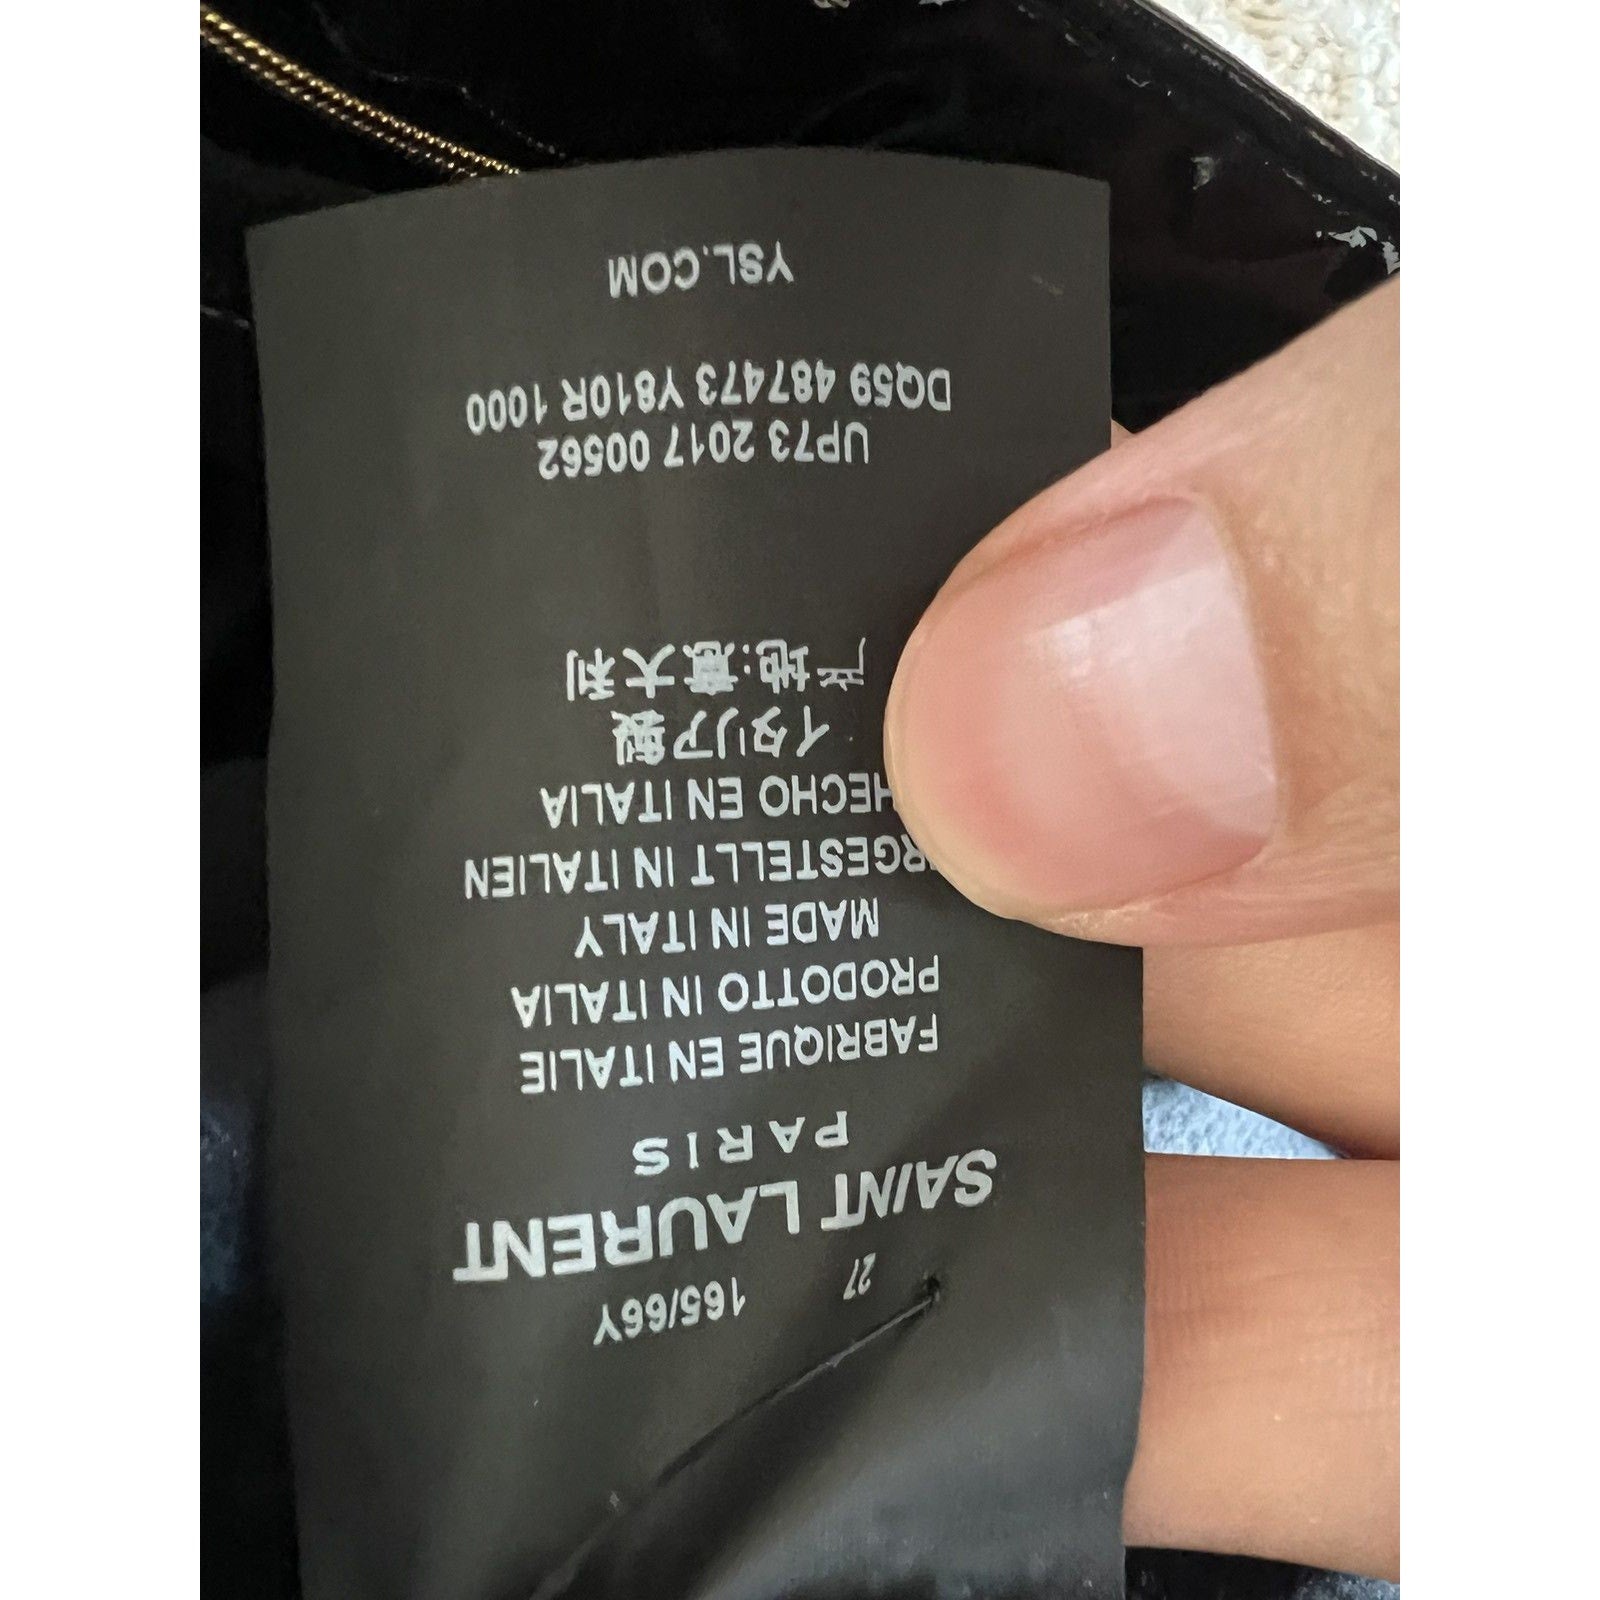 27 165/66Y
SAINT LAURENT
PARIS
FABRIQUE EN ITALIE
PRODOTTO IN ITALIA
MADE IN ITALY
RGESTELLT IN ITALIEN
HECHO EN ITALIA
イタリア製
产地:意大利
UP73 2017 00562
DQ59 487473 Y810R 1000
YSL.COM